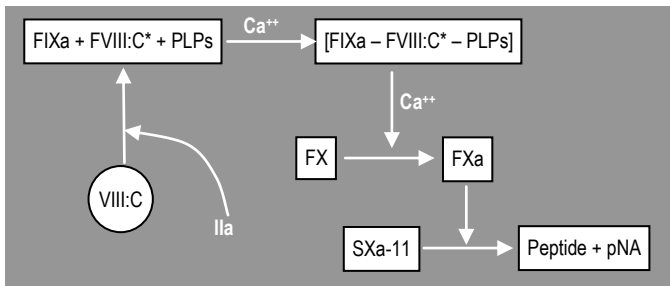 FIXa + FVIII:C* + PLPs
Ca++
[FIXa – FVIII:C* – PLPs]
Ca++
FX
FXa
VIII:C
IIa
SXa-11
Peptide + pNA